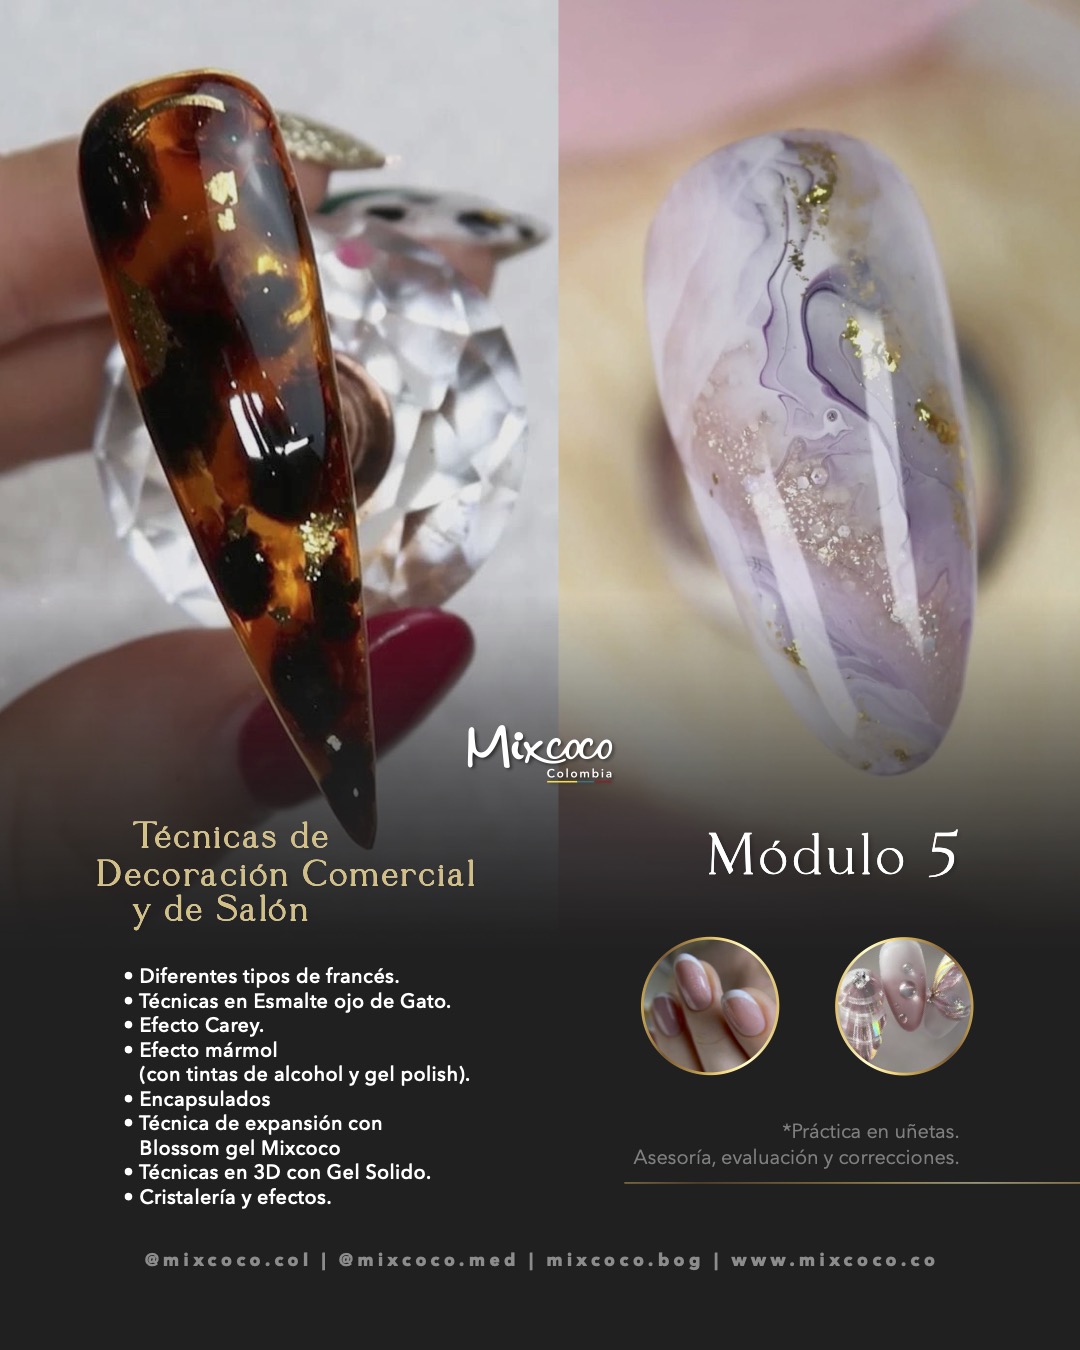 Mixcoco
Colombia
Técnicas de
Decoración Comercial
y de Salón
• Diferentes tipos de francés.
• Técnicas en Esmalte ojo de Gato.
• Efecto Carey.
• Efecto mármol
(con tintas de alcohol y gel polish).
• Encapsulados
• Técnica de expansión con
Blossom gel Mixcoco
• Técnicas en 3D con Gel Solido.
• Cristalería y efectos.
Módulo 5
*Práctica en uñetas.
Asesoría, evaluación y correcciones.
@mixcoco.col | @mixcoco.med | mixcoco.bog | www.mixcoco.co